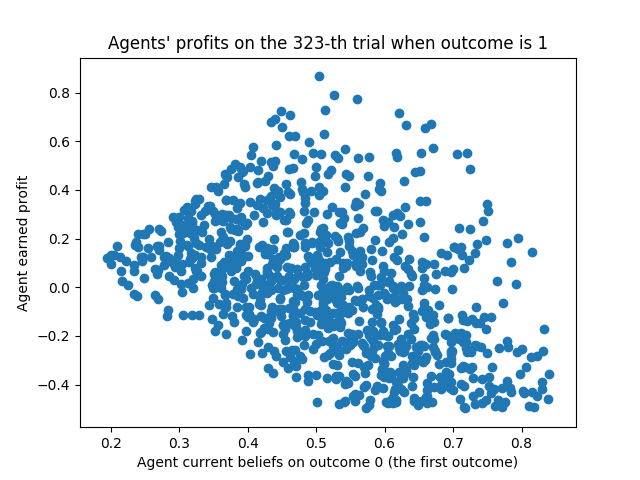 Agents' profits on the 323-th trial when outcome is 1
Agent earned profit
0.8
0.6
0.4
0.2
0.0
−0.2
−0.4
0.2 0.3 0.4 0.5 0.6 0.7 0.8
Agent current beliefs on outcome 0 (the first outcome)